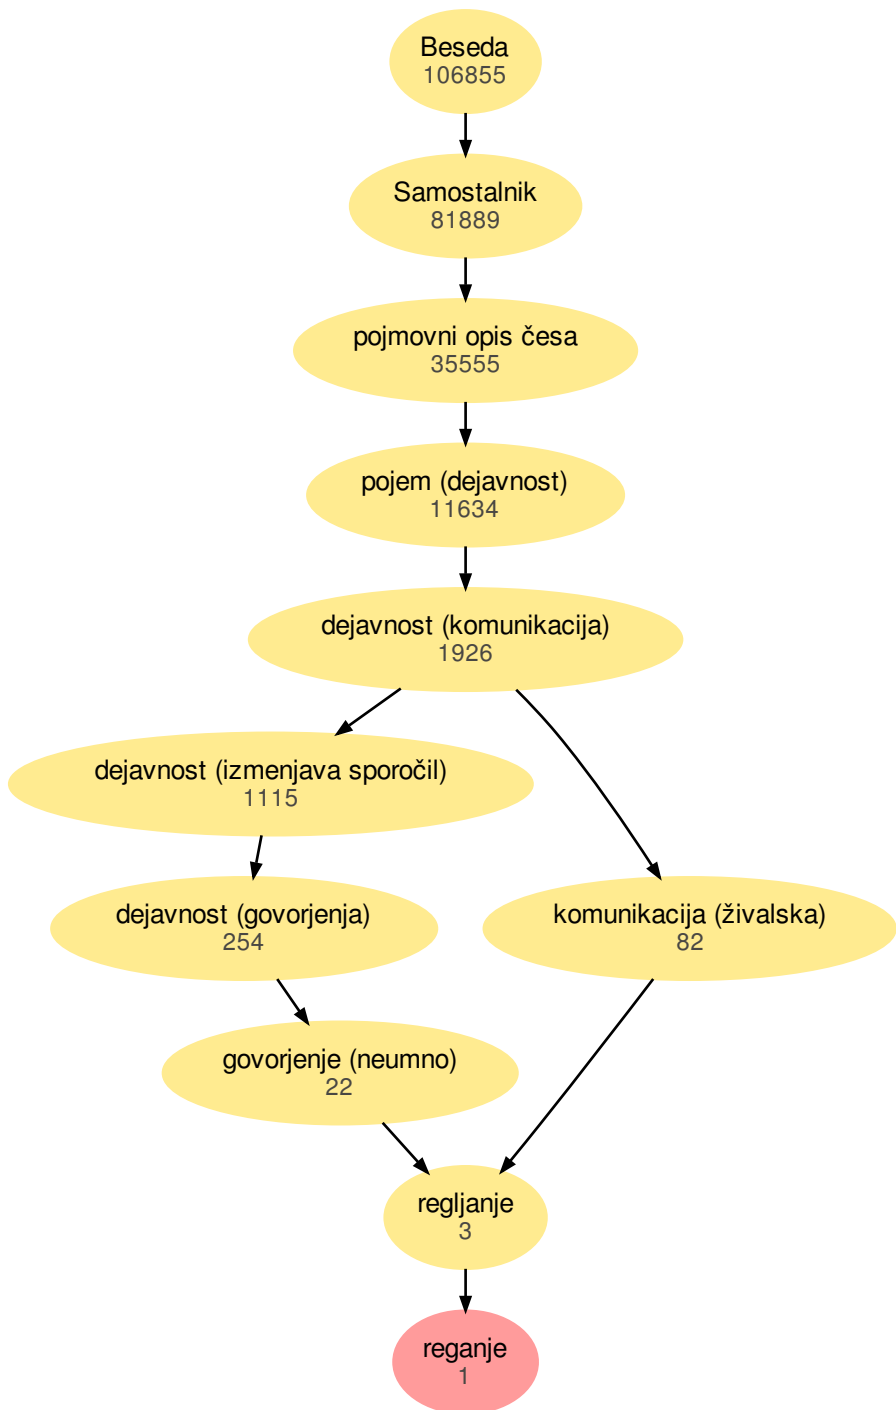 Beseda
106855
Samostalnik
81889
pojmovni opis česa
35555
pojem (dejavnost)
11634
dejavnost (komunikacija)
1926
dejavnost (izmenjava sporočil)
1115
dejavnost (govorjenja)
254
komunikacija (živalska)
82
govorjenje (neumno)
22
regljanje
3
reganje
1